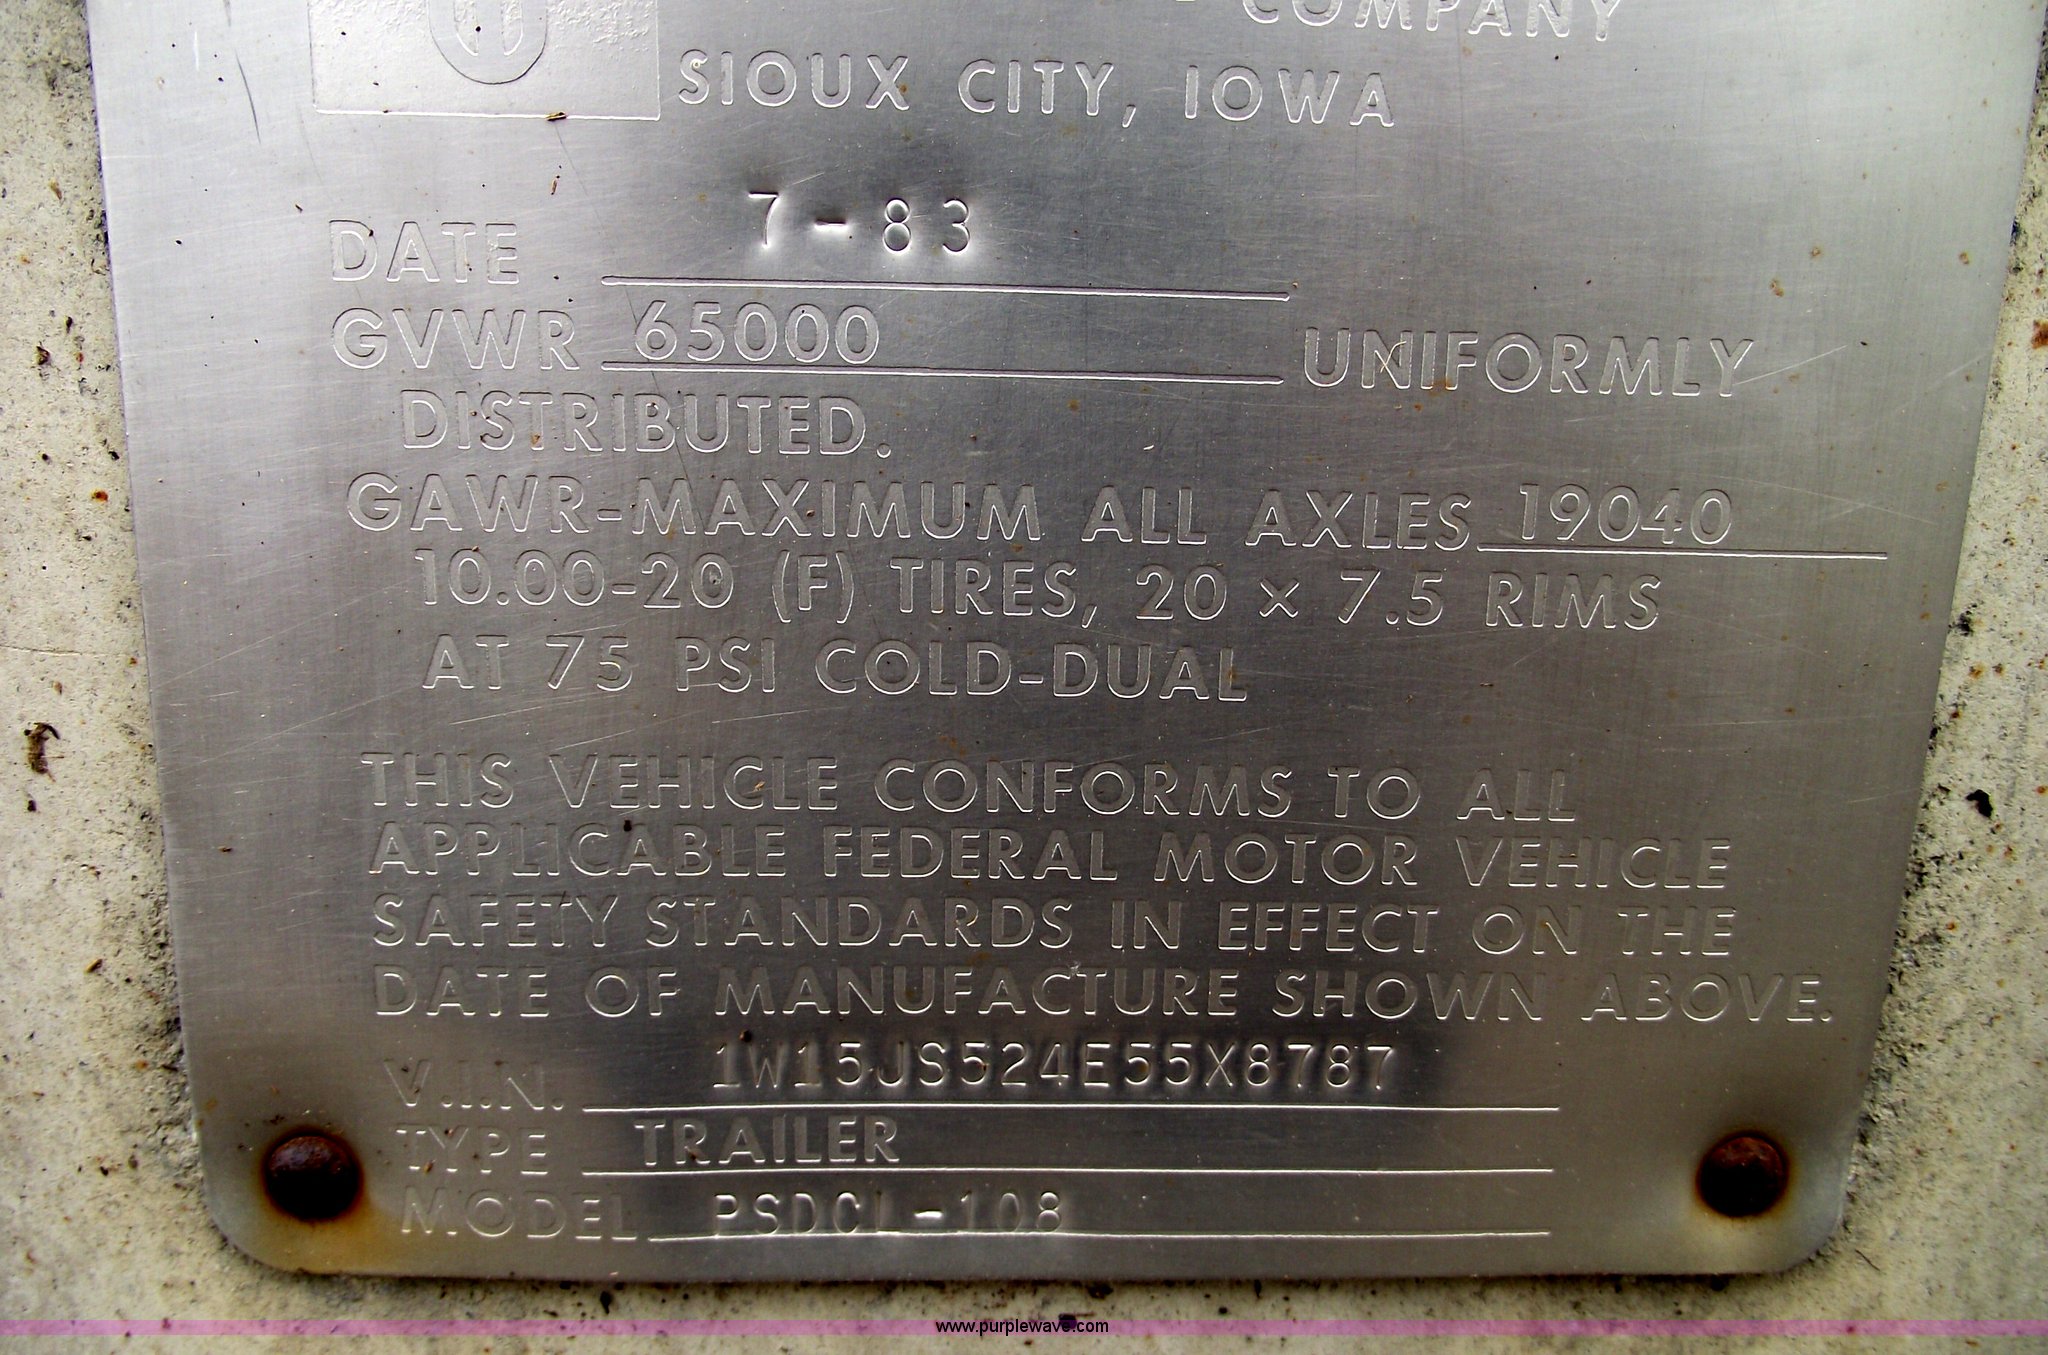 COMPANY
SIOUX CITY, IOWA
DATE 7-83
GVWR 65000 UNIFORMLY
DISTRIBUTED.
GAWR-MAXIMUM ALL AXLES 19040
10.00-20 (F) TIRES, 20 × 7.5 RIMS
AT 75 PSI COLD-DUAL
THIS VEHICLE CONFORMS TO ALL
APPLICABLE FEDERAL MOTOR VEHICLE
SAFETY STANDARDS IN EFFECT ON THE
DATE OF MANUFACTURE SHOWN ABOVE.
V.I.N. 1W15JS524E55X8787
TYPE TRAILER
MODEL PSDCL-108
www.purplewave.com